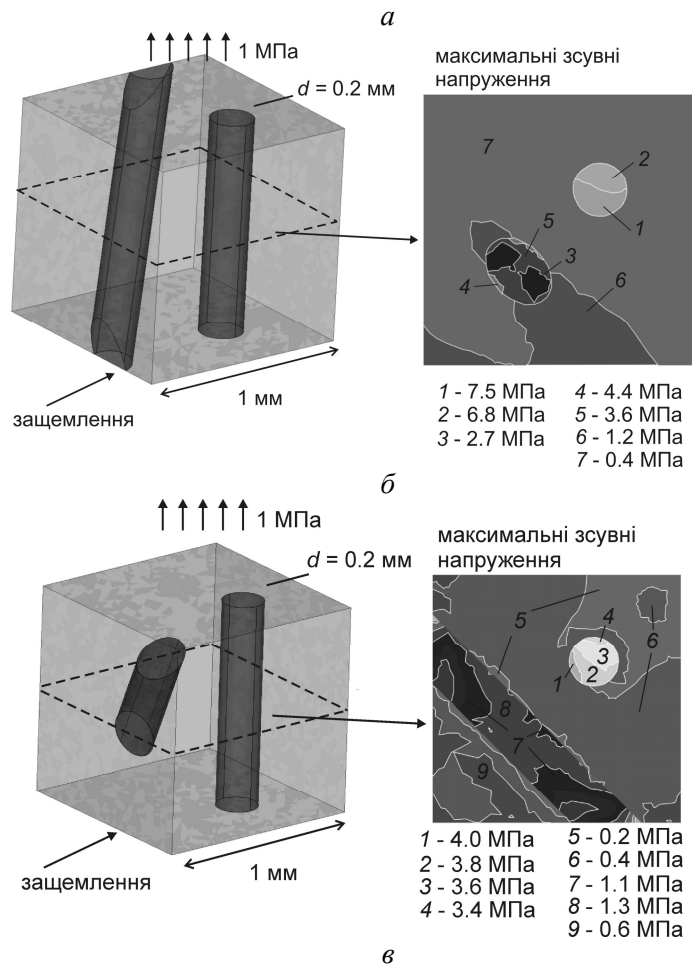 а
1 МПа
d = 0.2 мм
максимальні зсувні
напруження
7
2
1
5
3
4
6
защемлення
1 мм
1 - 7.5 МПа
2 - 6.8 МПа
3 - 2.7 МПа
4 - 4.4 МПа
5 - 3.6 МПа
6 - 1.2 МПа
7 - 0.4 МПа
б
1 МПа
d = 0.2 мм
максимальні зсувні
напруження
5
4
6
3
1
2
8
7
9
защемлення
1 мм
1 - 4.0 МПа
2 - 3.8 МПа
3 - 3.6 МПа
4 - 3.4 МПа
5 - 0.2 МПа
6 - 0.4 МПа
7 - 1.1 МПа
8 - 1.3 МПа
9 - 0.6 МПа
в